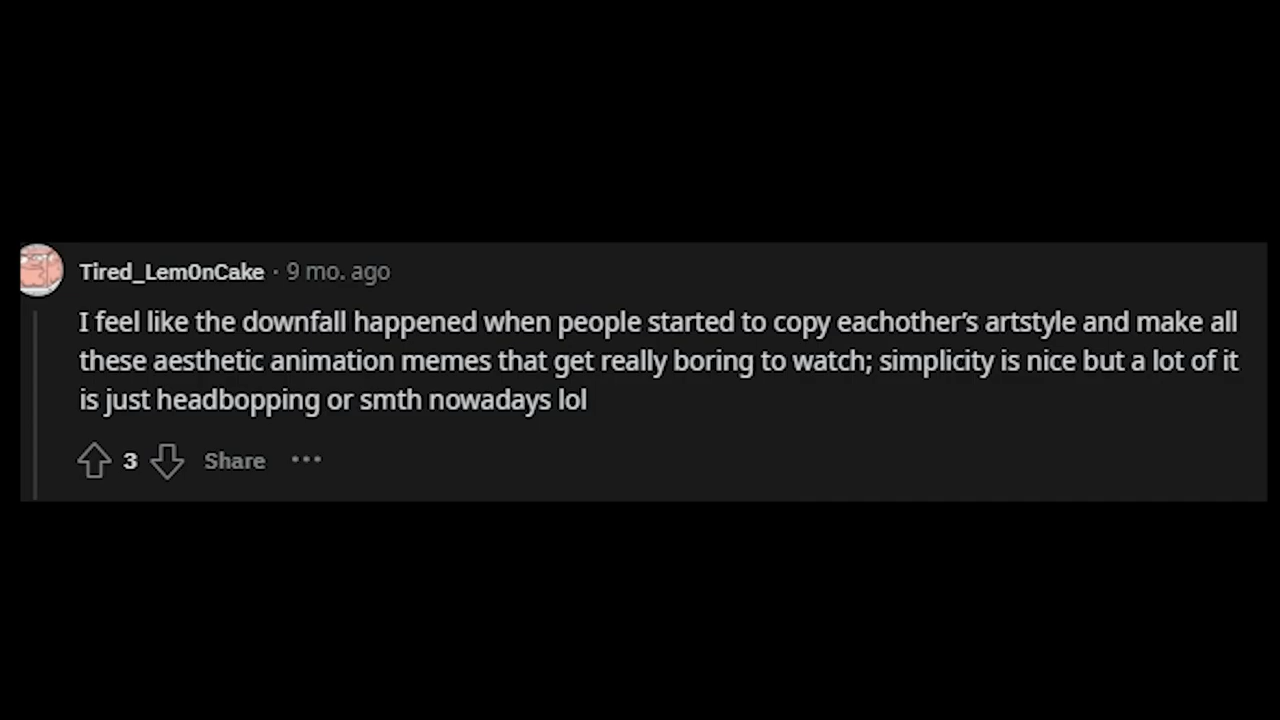 Tired_Lem0nCake · 9 mo. ago
I feel like the downfall happened when people started to copy eachother's artstyle and make all
these aesthetic animation memes that get really boring to watch; simplicity is nice but a lot of it
is just headbopping or smth nowadays lol
3 Share ···